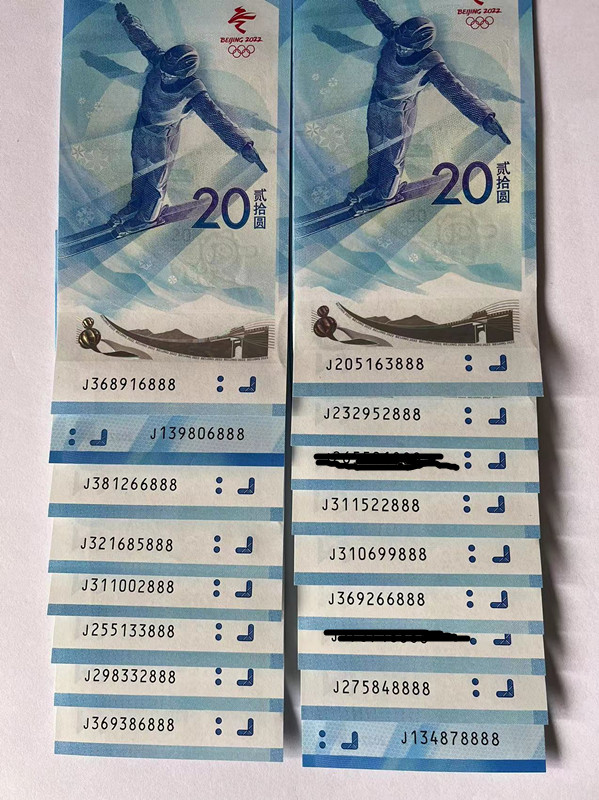 BEIJING 2022
20
贰拾圆
J368916888
J139806888
J381266888
J321685888
J311002888
J255133888
J298332888
J369386888
BEIJING 2022
20
贰拾圆
J205163888
J232952888
J311522888
J310699888
J369266888
J275848888
J134878888